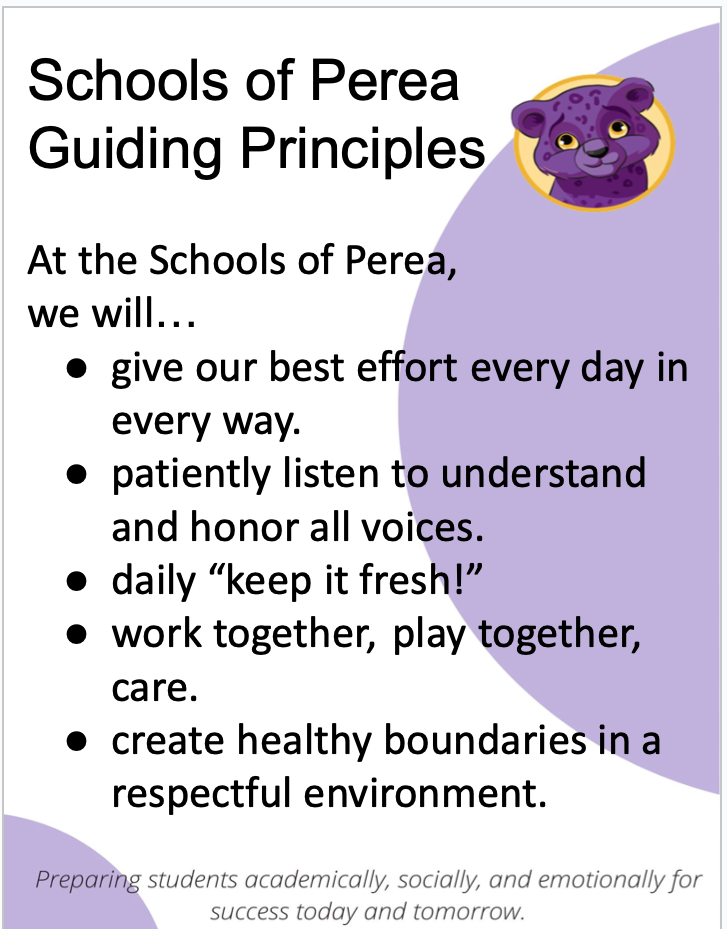 Schools of Perea
Guiding Principles
At the Schools of Perea,
we will…
● give our best effort every day in
every way.
● patiently listen to understand
and honor all voices.
● daily “keep it fresh!”
● work together, play together,
care.
● create healthy boundaries in a
respectful environment.
Preparing students academically, socially, and emotionally for
success today and tomorrow.